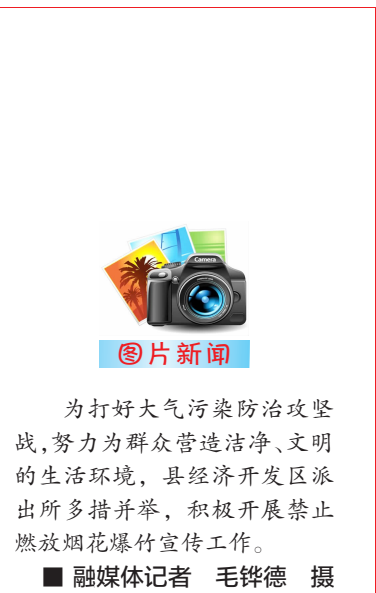 Camera
图片新闻
为打好大气污染防治攻坚
战,努力为群众营造洁净、文明
的生活环境，县经济开发区派
出所多措并举，积极开展禁止
燃放烟花爆竹宣传工作。
■ 融媒体记者　毛铧德　摄